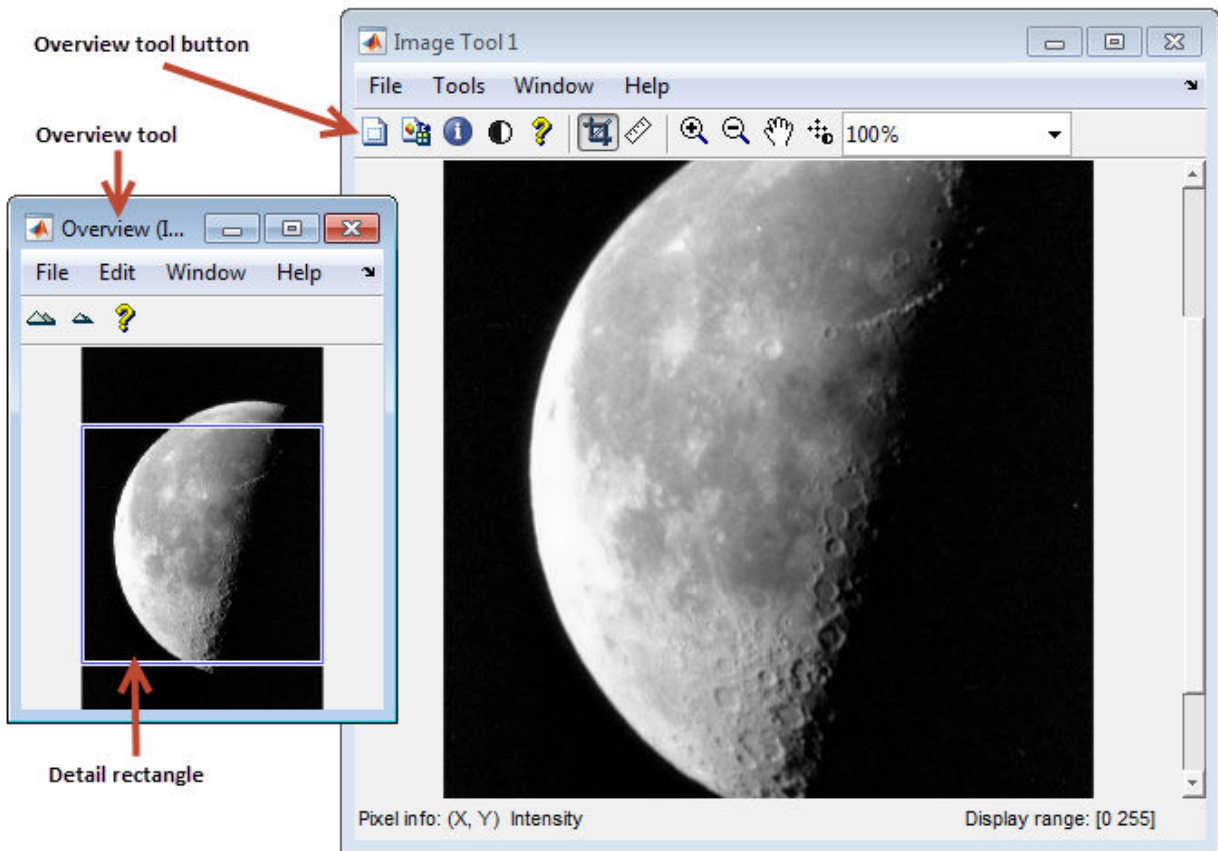 Overview tool button
Overview tool
Detail rectangle
Overview (I...
File Edit Window Help
Image Tool 1
File Tools Window Help
100%
Pixel info: (X, Y) Intensity
Display range: [0 255]